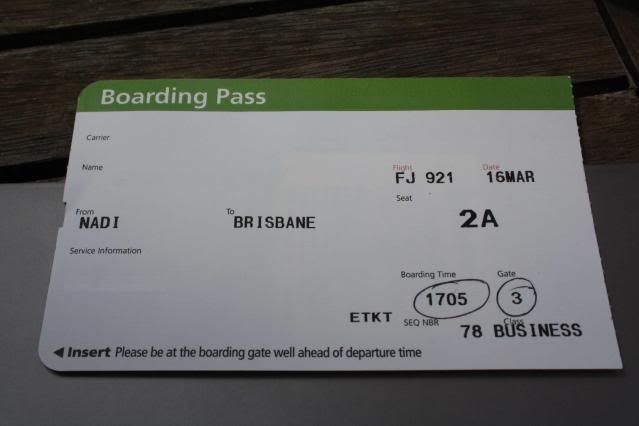 Boarding Pass
Carrier
Name
Flight Date
FJ 921 16MAR
Seat
From To
NADI BRISBANE 2A
Service Information
Boarding Time Gate
1705 3
ETKT SEQ NBR Class
78 BUSINESS
◀ Insert Please be at the boarding gate well ahead of departure time